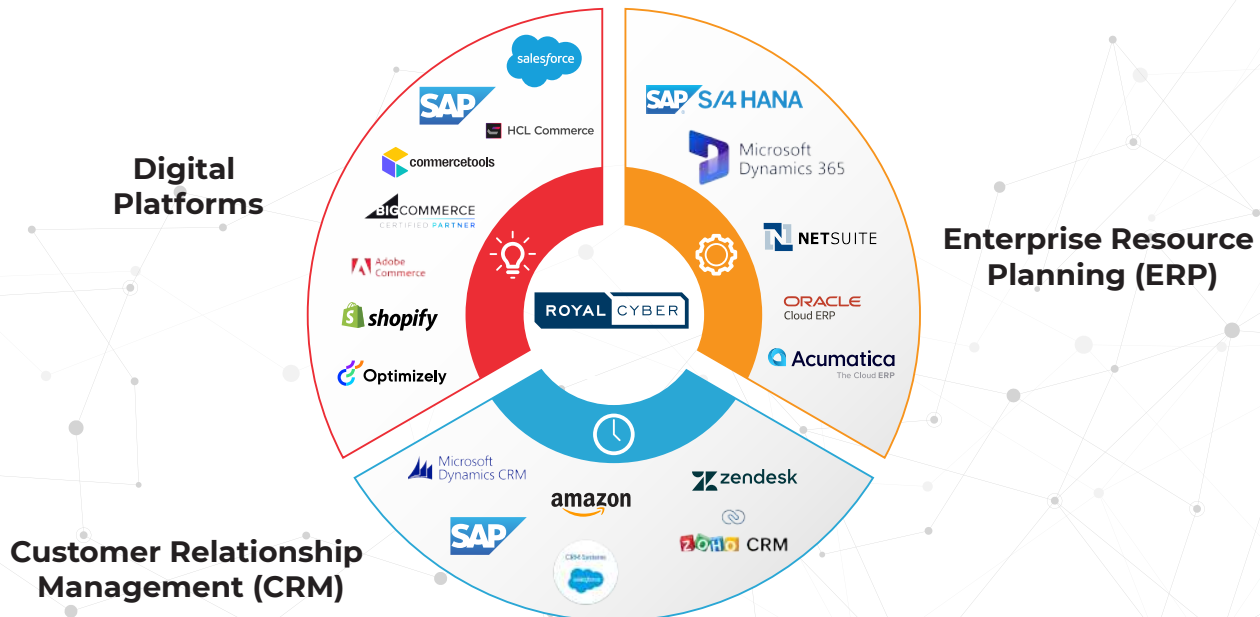 Digital
Platforms
salesforce
SAP
HCL Commerce
commercetools
BIGCOMMERCE
CERTIFIED PARTNER
Adobe
Commerce
shopify
Optimizely
SAP S/4 HANA
Microsoft
Dynamics 365
NETSUITE
ORACLE
Cloud ERP
Acumatica
The Cloud ERP
Enterprise Resource
Planning (ERP)
ROYAL CYBER
Microsoft
Dynamics CRM
SAP
amazon
CRM Systems
salesforce
zendesk
ZOHO CRM
Customer Relationship
Management (CRM)